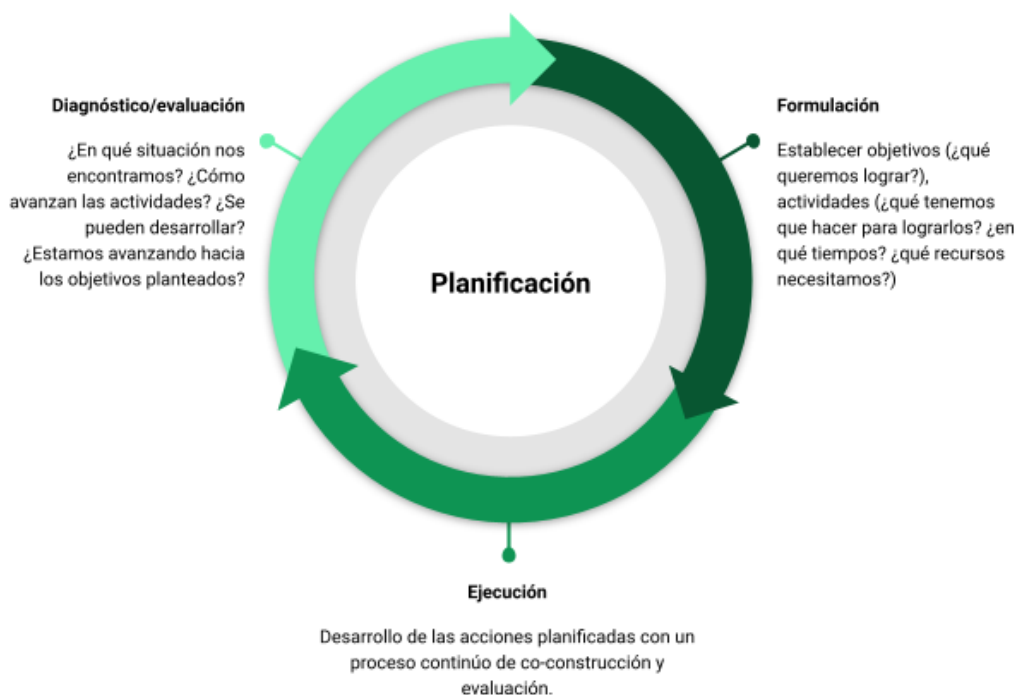 Diagnóstico/evaluación
¿En qué situación nos
encontramos? ¿Cómo
avanzan las actividades? ¿Se
pueden desarrollar?
¿Estamos avanzando hacia
los objetivos planteados?
Planificación
Formulación
Establecer objetivos (¿qué
queremos lograr?),
actividades (¿qué tenemos
que hacer para lograrlos? ¿en
qué tiempos? ¿qué recursos
necesitamos?)
Ejecución
Desarrollo de las acciones planificadas con un
proceso continúo de co-construcción y
evaluación.